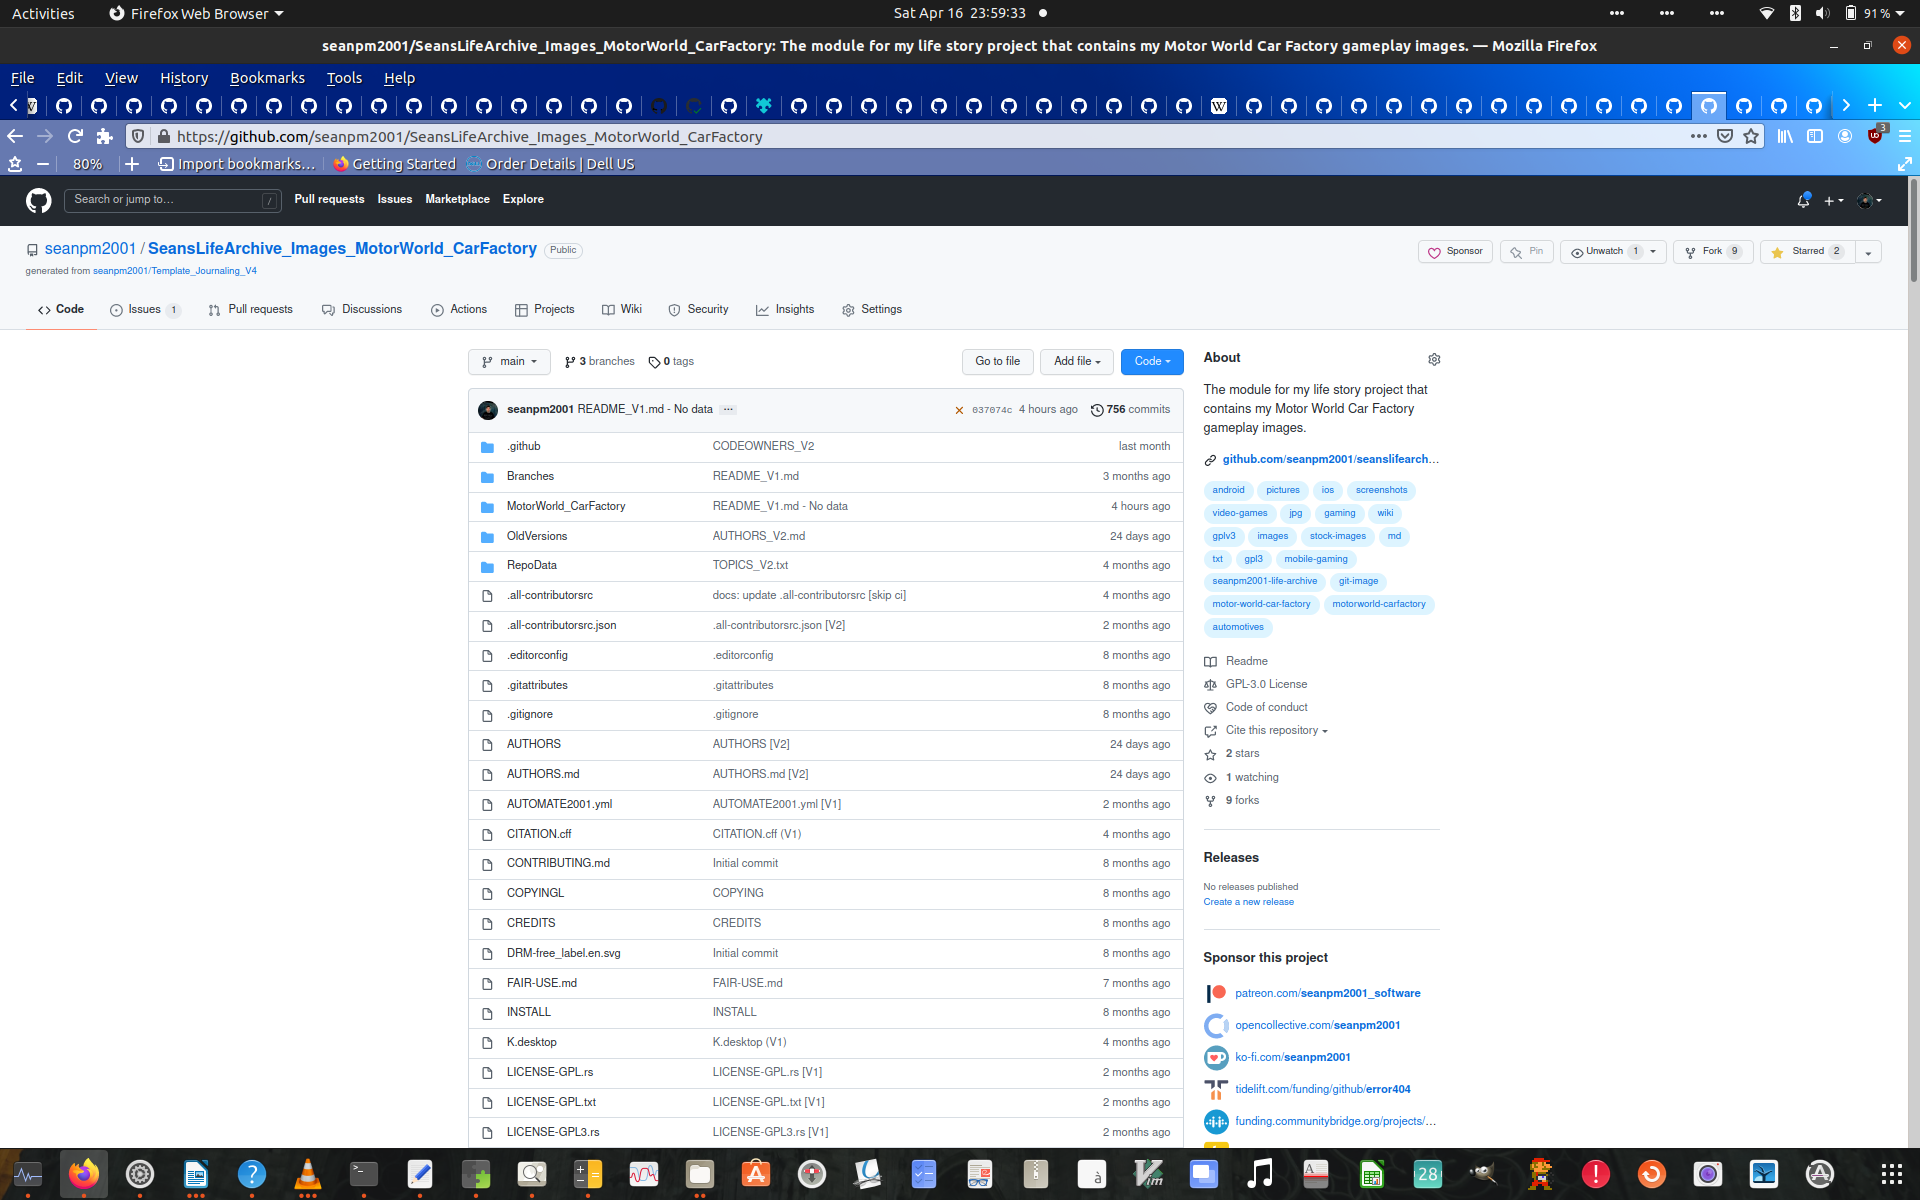 Activities Firefox Web Browser Sat Apr 16 23:59:33 91%
seanpm2001/SeansLifeArchive_Images_MotorWorld_CarFactory: The module for my life story project that contains my Motor World Car Factory gameplay images. — Mozilla Firefox
File Edit View History Bookmarks Tools Help
https://github.com/seanpm2001/SeansLifeArchive_Images_MotorWorld_CarFactory 3
80% Import bookmarks... Getting Started Order Details | Dell US
Search or jump to... / Pull requests Issues Marketplace Explore
seanpm2001 / SeansLifeArchive_Images_MotorWorld_CarFactory Public Sponsor Pin Unwatch 1 Fork 9 Starred 2
generated from seanpm2001/Template_Journaling_V4
Code Issues 1 Pull requests Discussions Actions Projects Wiki Security Insights Settings
main 3 branches 0 tags Go to file Add file Code
seanpm2001 README_V1.md - No data ... 037074c 4 hours ago 756 commits
.github CODEOWNERS_V2 last month
Branches README_V1.md 3 months ago
MotorWorld_CarFactory README_V1.md - No data 4 hours ago
OldVersions AUTHORS_V2.md 24 days ago
RepoData TOPICS_V2.txt 4 months ago
.all-contributorsrc docs: update .all-contributorsrc [skip ci] 4 months ago
.all-contributorsrc.json .all-contributorsrc.json [V2] 2 months ago
.editorconfig .editorconfig 8 months ago
.gitattributes .gitattributes 8 months ago
.gitignore .gitignore 8 months ago
AUTHORS AUTHORS [V2] 24 days ago
AUTHORS.md AUTHORS.md [V2] 24 days ago
AUTOMATE2001.yml AUTOMATE2001.yml [V1] 2 months ago
CITATION.cff CITATION.cff (V1) 4 months ago
CONTRIBUTING.md Initial commit 8 months ago
COPYINGL COPYING 8 months ago
CREDITS CREDITS 8 months ago
DRM-free_label.en.svg Initial commit 8 months ago
FAIR-USE.md FAIR-USE.md 7 months ago
INSTALL INSTALL 8 months ago
K.desktop K.desktop (V1) 4 months ago
LICENSE-GPL.rs LICENSE-GPL.rs [V1] 2 months ago
LICENSE-GPL.txt LICENSE-GPL.txt [V1] 2 months ago
LICENSE-GPL3.rs LICENSE-GPL3.rs [V1] 2 months ago
About
The module for my life story project that
contains my Motor World Car Factory
gameplay images.
github.com/seanpm2001/seanslifearch...
android pictures ios screenshots
video-games jpg gaming wiki
gplv3 images stock-images md
txt gpl3 mobile-gaming
seanpm2001-life-archive git-image
motor-world-car-factory motorworld-carfactory
automotives
Readme
GPL-3.0 License
Code of conduct
Cite this repository
2 stars
1 watching
9 forks
Releases
No releases published
Create a new release
Sponsor this project
patreon.com/seanpm2001_software
opencollective.com/seanpm2001
ko-fi.com/seanpm2001
tidelift.com/funding/github/error404
funding.communitybridge.org/projects/...
28